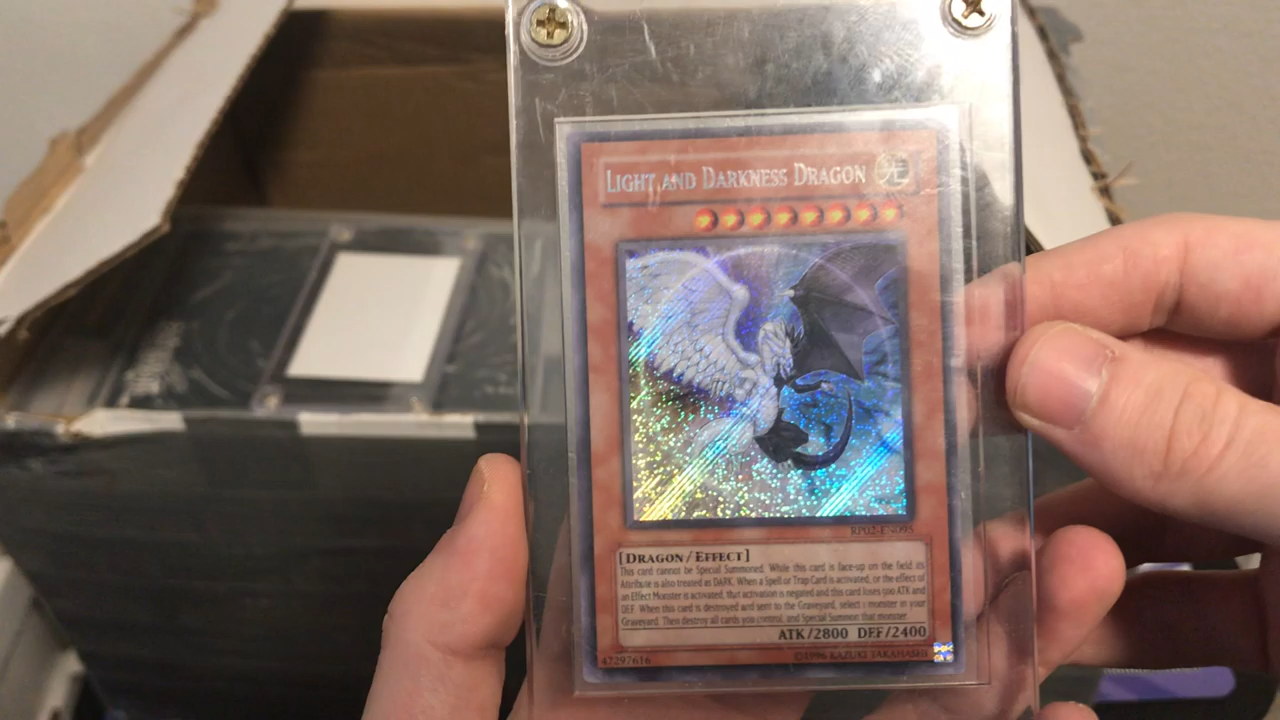 LIGHT AND DARKNESS DRAGON
光
RP02-EN095
[DRAGON/EFFECT]
This card cannot be Special Summoned. While this card is face-up on the field its
Attribute is also treated as DARK. When a Spell or Trap Card is activated, or the effect of
an Effect Monster is activated, that activation is negated and this card loses 500 ATK and
DEF. When this card is destroyed and sent to the Graveyard, select 1 monster in your
Graveyard. Then destroy all cards you control, and Special Summon that monster
ATK/2800 DEF/2400
47297616
©1996 KAZUKI TAKAHASHI